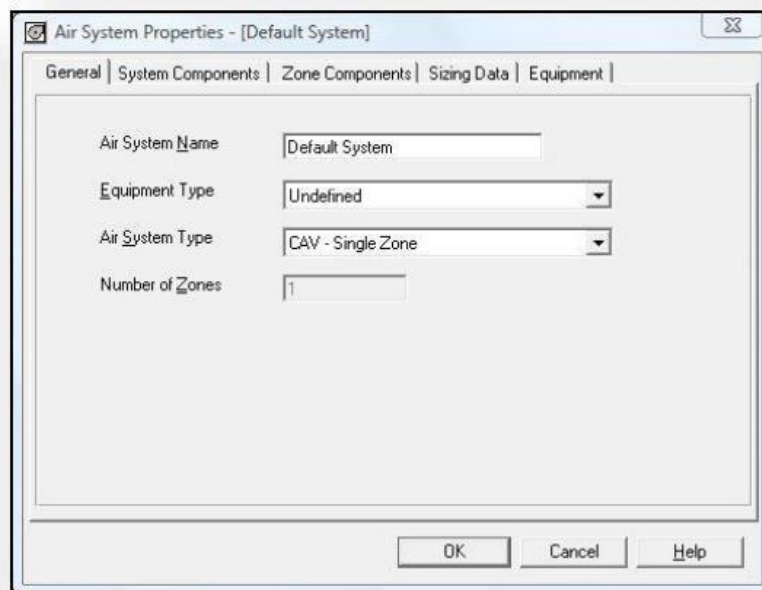 Air System Properties - [Default System]
General | System Components | Zone Components | Sizing Data | Equipment |
Air System Name Default System
Equipment Type Undefined
Air System Type CAV - Single Zone
Number of Zones 1
OK Cancel Help